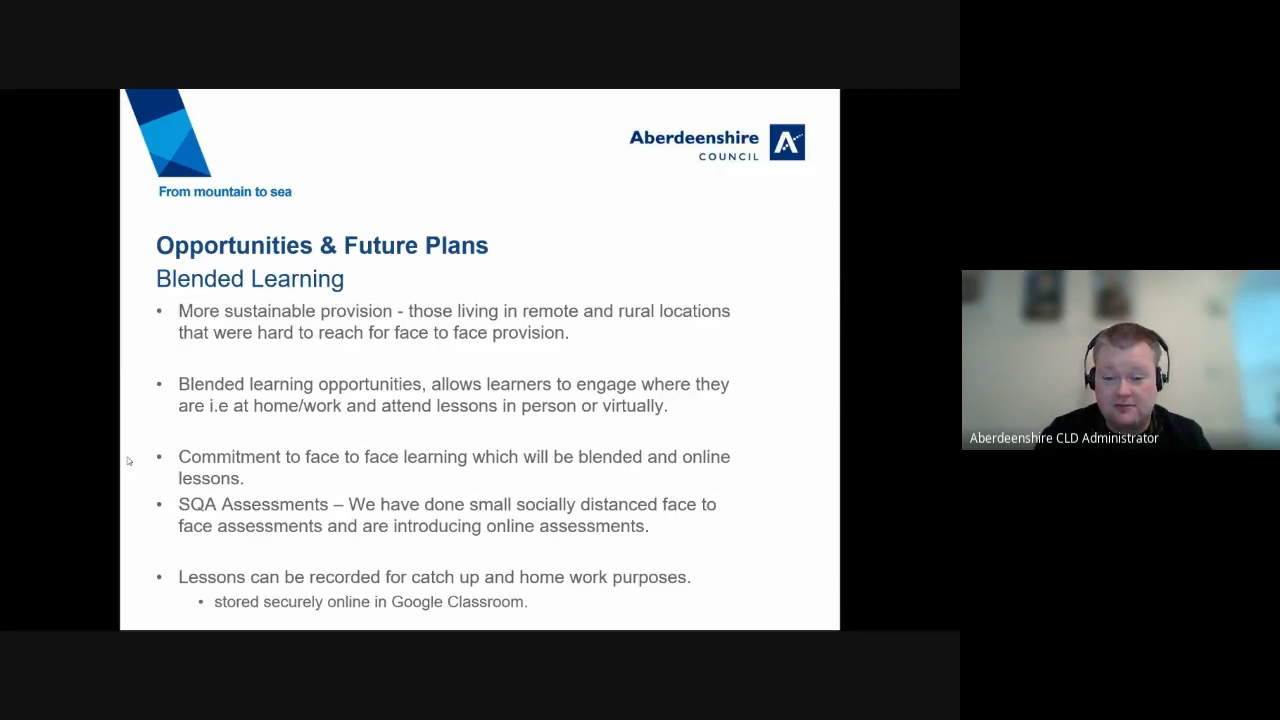 Aberdeenshire
COUNCIL
From mountain to sea
Opportunities & Future Plans
Blended Learning
• More sustainable provision - those living in remote and rural locations
that were hard to reach for face to face provision.
• Blended learning opportunities, allows learners to engage where they
are i.e at home/work and attend lessons in person or virtually.
• Commitment to face to face learning which will be blended and online
lessons.
• SQA Assessments – We have done small socially distanced face to
face assessments and are introducing online assessments.
• Lessons can be recorded for catch up and home work purposes.
• stored securely online in Google Classroom.
Aberdeenshire CLD Administrator